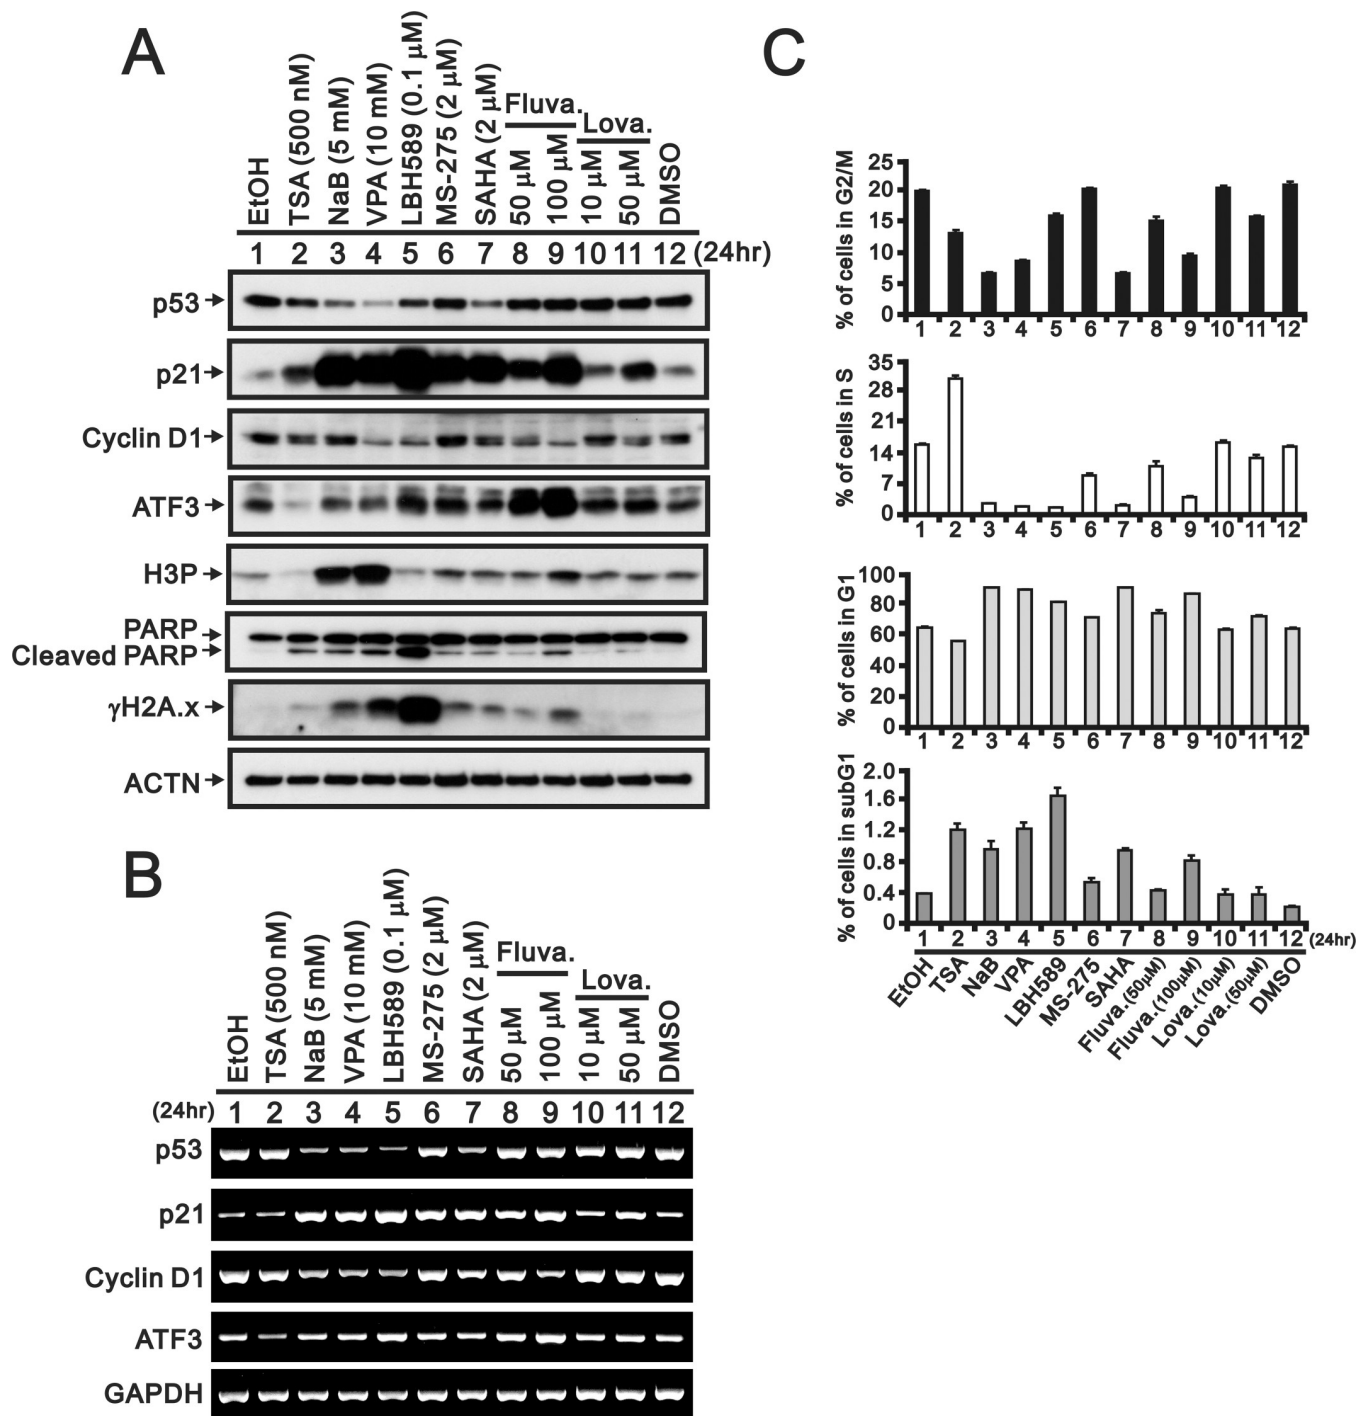 A
EtOH
TSA (500 nM)
NaB (5 mM)
VPA (10 mM)
LBH589 (0.1 μM)
MS-275 (2 μM)
SAHA (2 μM)
Fluva.
50 μM
100 μM
Lova.
10 μM
50 μM
DMSO
1 2 3 4 5 6 7 8 9 10 11 12 (24hr)
p53
p21
Cyclin D1
ATF3
H3P
PARP
Cleaved PARP
γH2A.x
ACTN
B
EtOH
TSA (500 nM)
NaB (5 mM)
VPA (10 mM)
LBH589 (0.1 μM)
MS-275 (2 μM)
SAHA (2 μM)
Fluva.
50 μM
100 μM
Lova.
10 μM
50 μM
DMSO
(24hr) 1 2 3 4 5 6 7 8 9 10 11 12
p53
p21
Cyclin D1
ATF3
GAPDH
C
% of cells in G2/M
25
20
15
10
5
0
1 2 3 4 5 6 7 8 9 10 11 12
% of cells in S
35
28
21
14
7
0
1 2 3 4 5 6 7 8 9 10 11 12
% of cells in G1
100
80
60
40
20
0
1 2 3 4 5 6 7 8 9 10 11 12
% of cells in subG1
2.0
1.6
1.2
0.8
0.4
0
1 2 3 4 5 6 7 8 9 10 11 12 (24hr)
EtOH
TSA
NaB
VPA
LBH589
MS-275
SAHA
Fluva.(50μM)
Fluva.(100μM)
Lova.(10μM)
Lova.(50μM)
DMSO